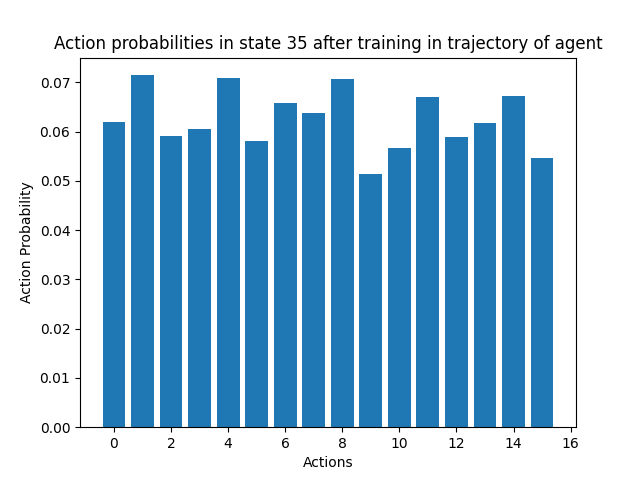 Action probabilities in state 35 after training in trajectory of agent
0.07
0.06
0.05
0.04
0.03
0.02
0.01
0.00
Action Probability
0 2 4 6 8 10 12 14 16
Actions